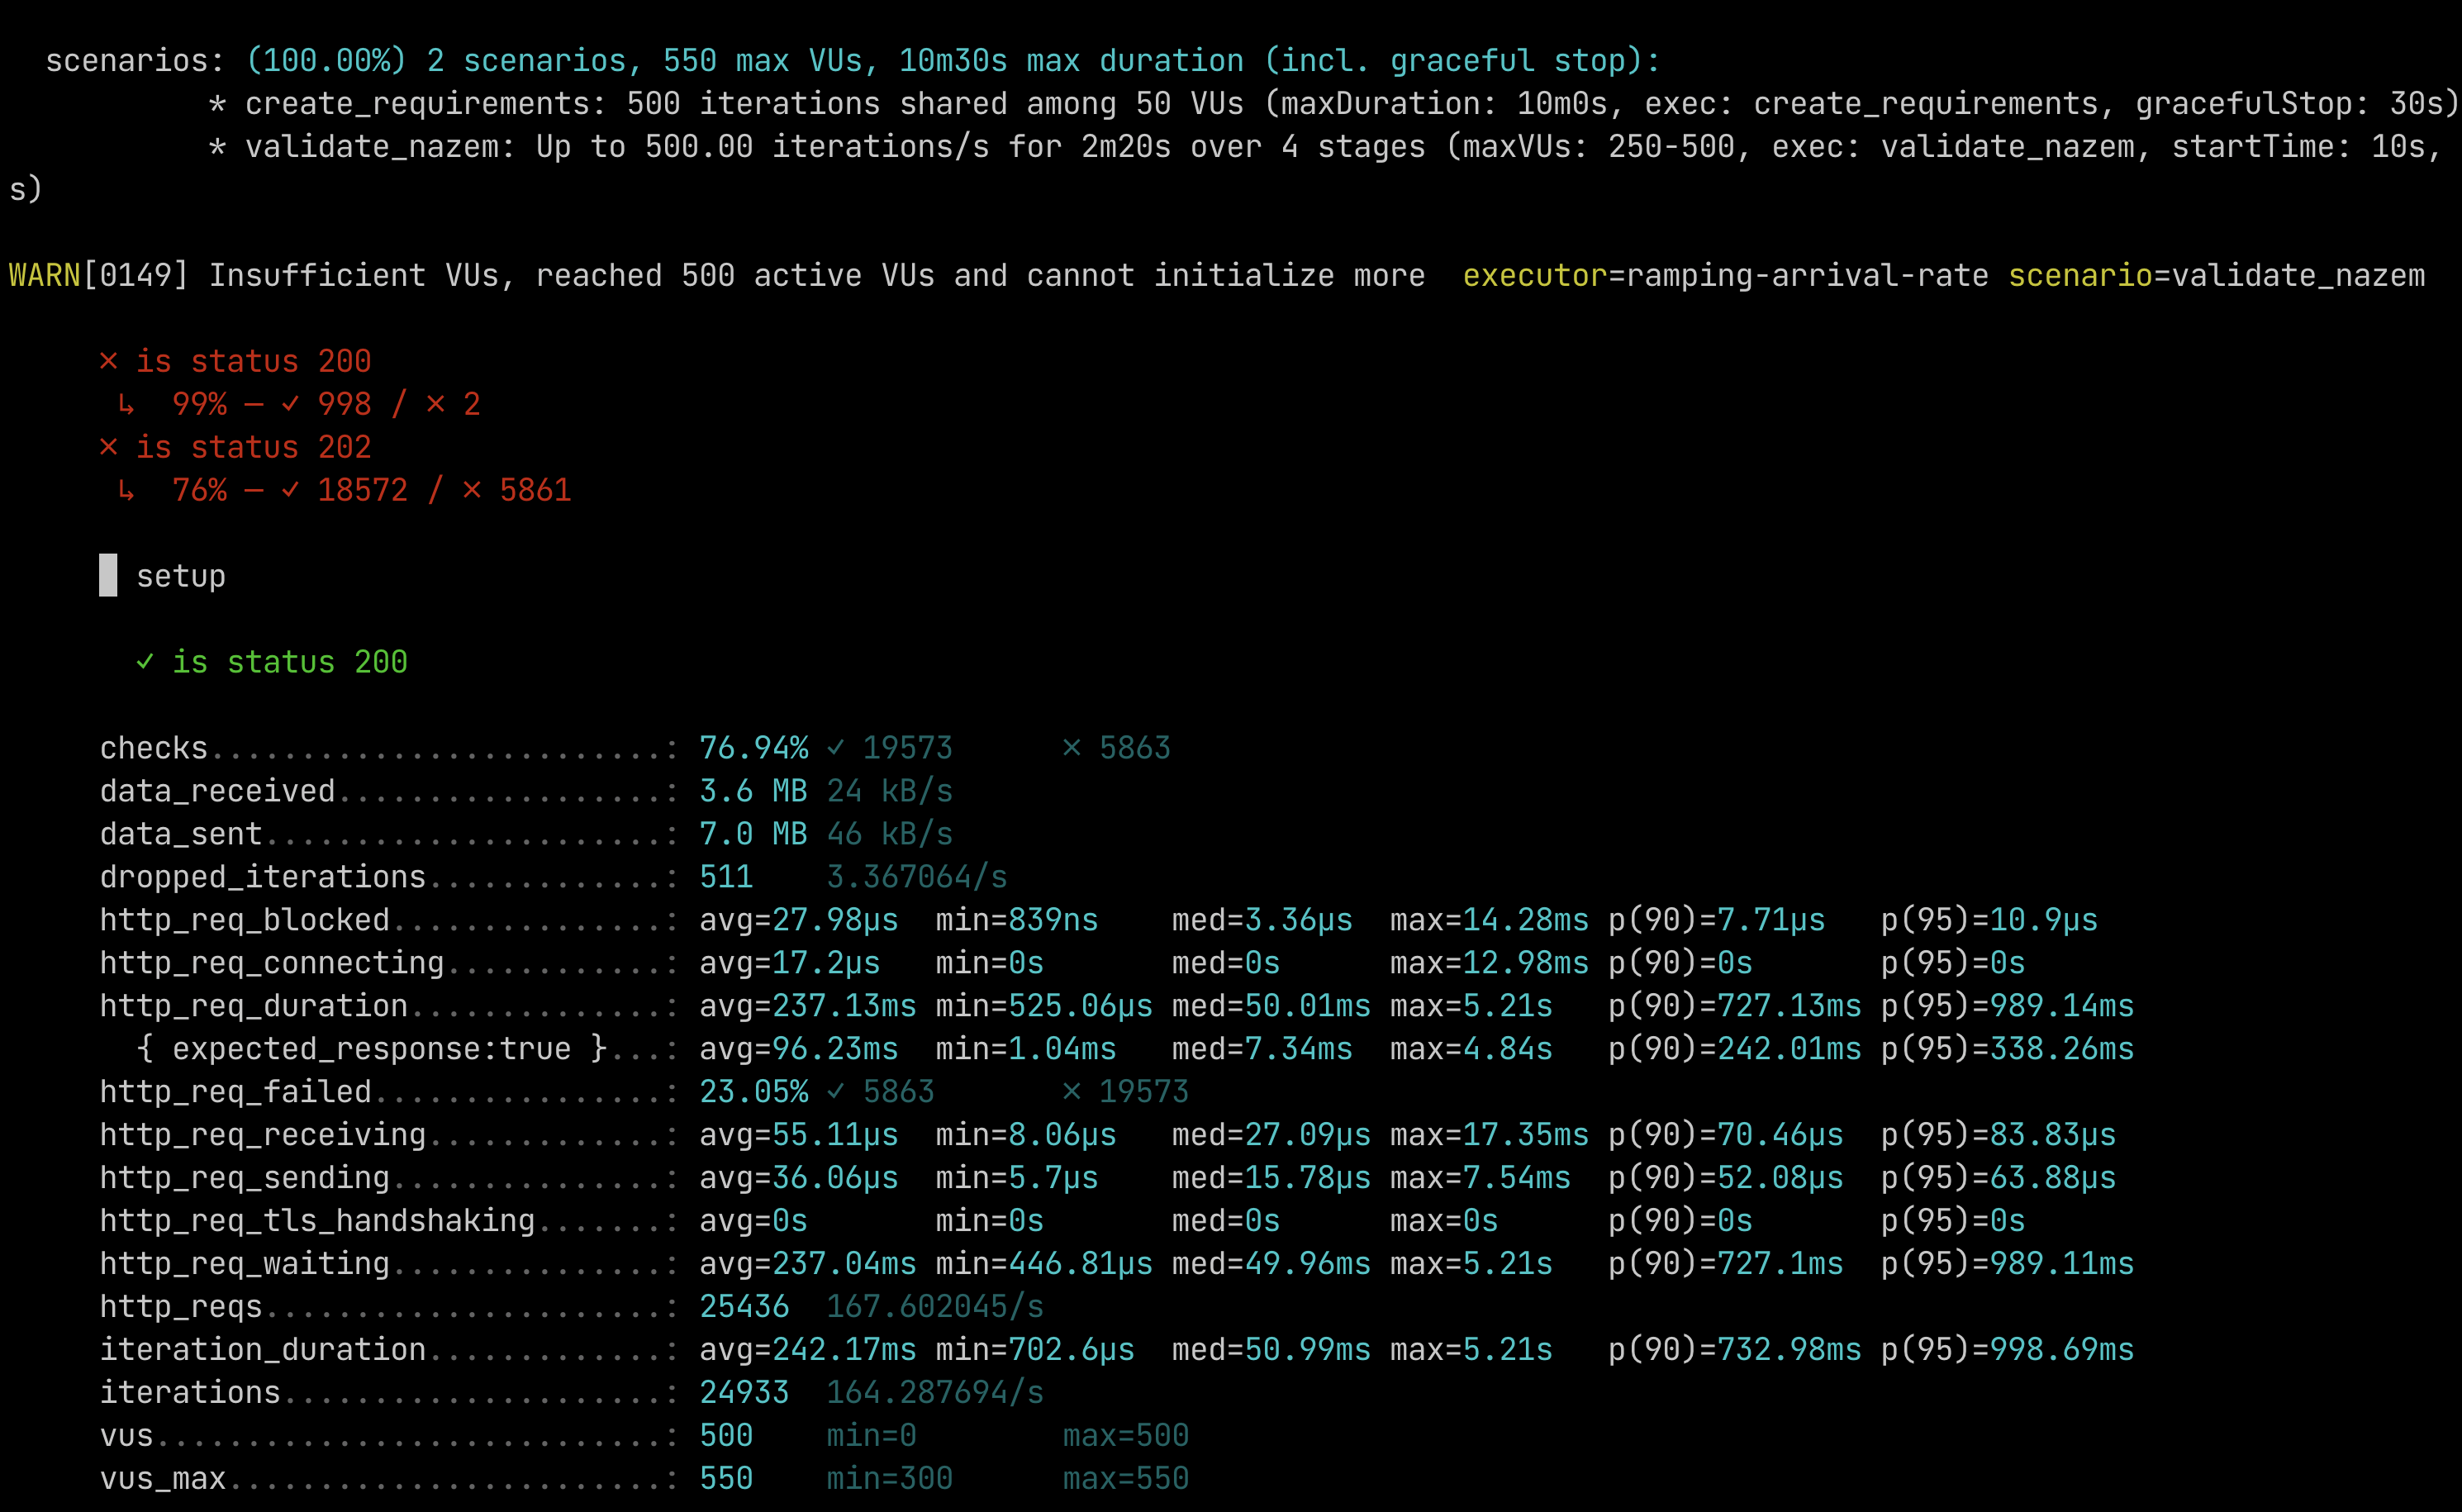 scenarios: (100.00%) 2 scenarios, 550 max VUs, 10m30s max duration (incl. graceful stop):
* create_requirements: 500 iterations shared among 50 VUs (maxDuration: 10m0s, exec: create_requirements, gracefulStop: 30s)
* validate_nazem: Up to 500.00 iterations/s for 2m20s over 4 stages (maxVUs: 250-500, exec: validate_nazem, startTime: 10s,
s)
WARN[0149] Insufficient VUs, reached 500 active VUs and cannot initialize more  executor=ramping-arrival-rate scenario=validate_nazem
✗ is status 200
↳  99% — ✓ 998 / ✗ 2
✗ is status 202
↳  76% — ✓ 18572 / ✗ 5861
█ setup
✓ is status 200
checks.........................: 76.94% ✓ 19573      ✗ 5863
data_received..................: 3.6 MB 24 kB/s
data_sent......................: 7.0 MB 46 kB/s
dropped_iterations.............: 511    3.367064/s
http_req_blocked...............: avg=27.98µs  min=839ns    med=3.36µs  max=14.28ms p(90)=7.71µs   p(95)=10.9µs
http_req_connecting............: avg=17.2µs   min=0s       med=0s      max=12.98ms p(90)=0s       p(95)=0s
http_req_duration..............: avg=237.13ms min=525.06µs med=50.01ms max=5.21s   p(90)=727.13ms p(95)=989.14ms
{ expected_response:true }...: avg=96.23ms  min=1.04ms   med=7.34ms  max=4.84s   p(90)=242.01ms p(95)=338.26ms
http_req_failed................: 23.05% ✓ 5863       ✗ 19573
http_req_receiving.............: avg=55.11µs  min=8.06µs   med=27.09µs max=17.35ms p(90)=70.46µs  p(95)=83.83µs
http_req_sending...............: avg=36.06µs  min=5.7µs    med=15.78µs max=7.54ms  p(90)=52.08µs  p(95)=63.88µs
http_req_tls_handshaking.......: avg=0s       min=0s       med=0s      max=0s      p(90)=0s       p(95)=0s
http_req_waiting...............: avg=237.04ms min=446.81µs med=49.96ms max=5.21s   p(90)=727.1ms  p(95)=989.11ms
http_reqs......................: 25436  167.602045/s
iteration_duration.............: avg=242.17ms min=702.6µs  med=50.99ms max=5.21s   p(90)=732.98ms p(95)=998.69ms
iterations.....................: 24933  164.287694/s
vus............................: 500    min=0        max=500
vus_max........................: 550    min=300      max=550